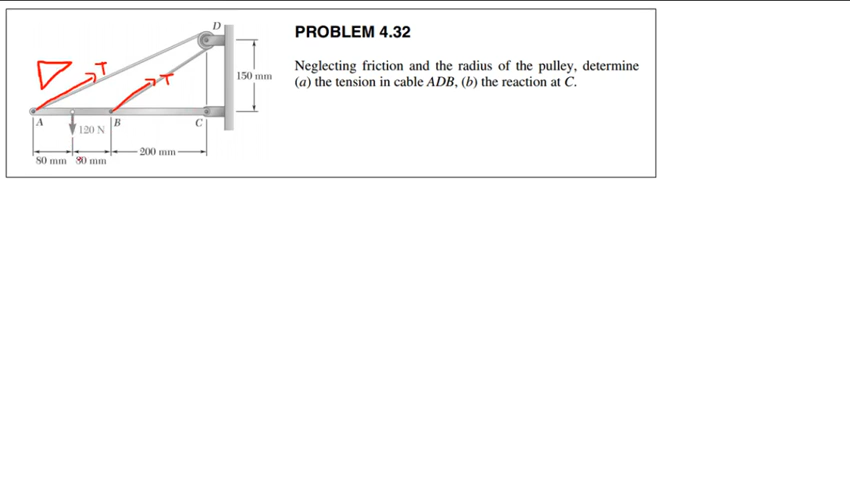 D
PROBLEM 4.32
Neglecting friction and the radius of the pulley, determine
(a) the tension in cable ADB, (b) the reaction at C.
T
T
150 mm
A
120 N
B
C
200 mm
80 mm
80 mm